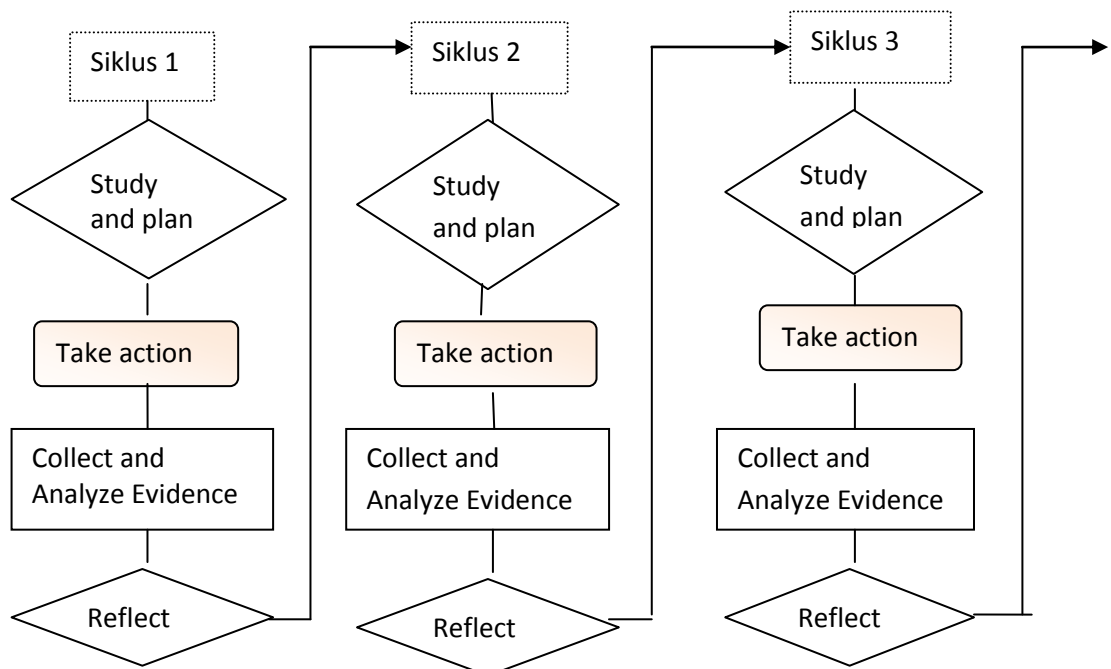 Siklus 1
Study
and plan
Take action
Collect and
Analyze Evidence
Reflect
Siklus 2
Study
and plan
Take action
Collect and
Analyze Evidence
Reflect
Siklus 3
Study
and plan
Take action
Collect and
Analyze Evidence
Reflect